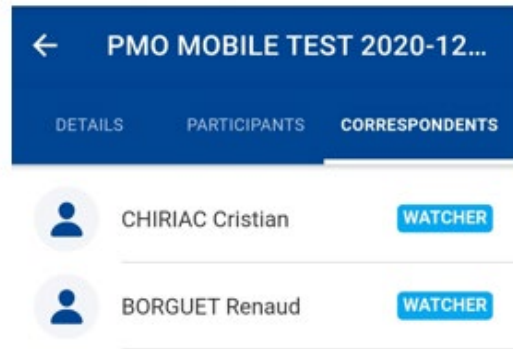 PMO MOBILE TEST 2020-12...
DETAILS PARTICIPANTS CORRESPONDENTS
CHIRIAC Cristian WATCHER
BORGUET Renaud WATCHER